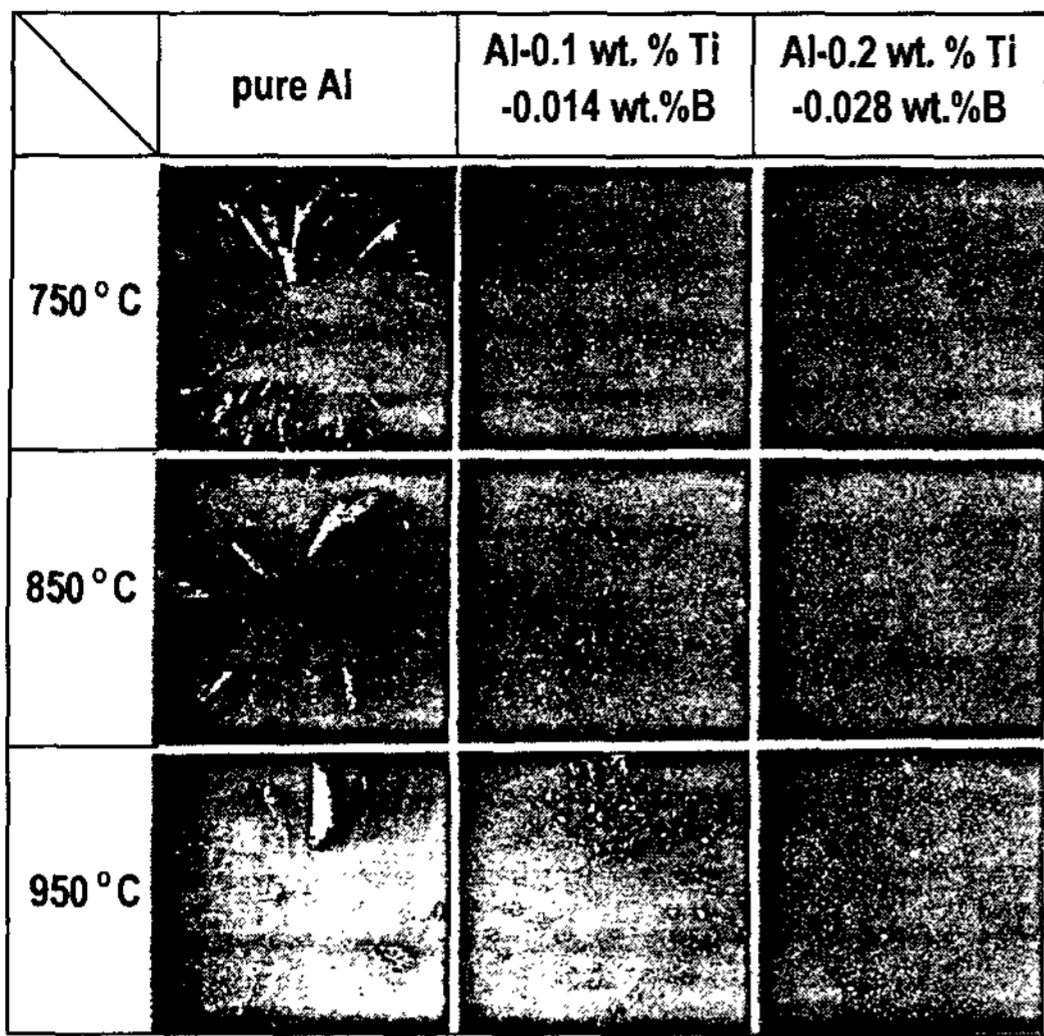 pure Al
Al-0.1 wt. % Ti
-0.014 wt.%B
Al-0.2 wt. % Ti
-0.028 wt.%B
750 ° C
850 ° C
950 ° C